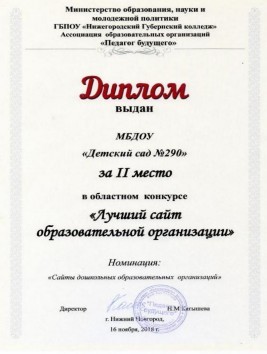 Министерство образования, науки и
молодежной политики
ГБПОУ «Нижегородский Губернский колледж»
Ассоциация образовательных организаций
«Педагог будущего»
Диплом
выдан
МБДОУ
«Детский сад №290»
за II место
в областном конкурсе
«Лучший сайт
образовательной организации»
Номинация:
«Сайты дошкольных образовательных организаций»
Директор Н.М.Катышева
г. Нижний Новгород,
16 ноября, 2018 г.